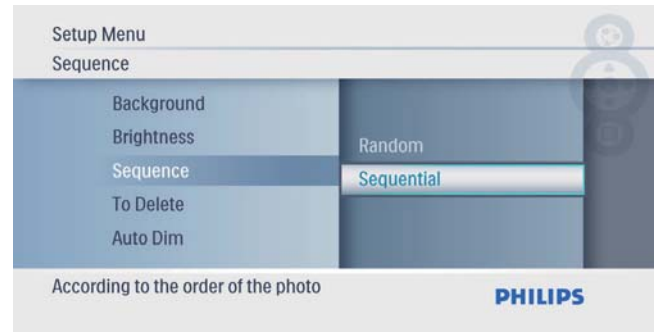 Setup Menu
Sequence
Background
Brightness
Sequence
To Delete
Auto Dim
Random
Sequential
According to the order of the photo
PHILIPS